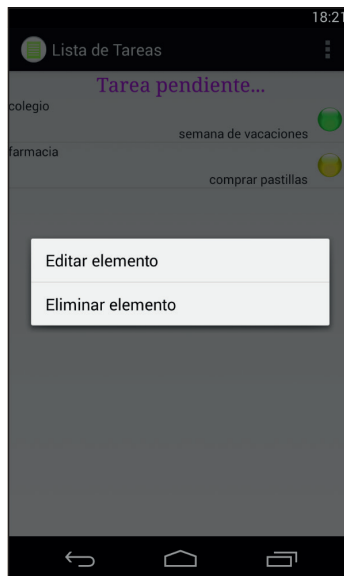 18:21
Lista de Tareas
Tarea pendiente...
colegio
semana de vacaciones
farmacia
comprar pastillas
Editar elemento
Eliminar elemento